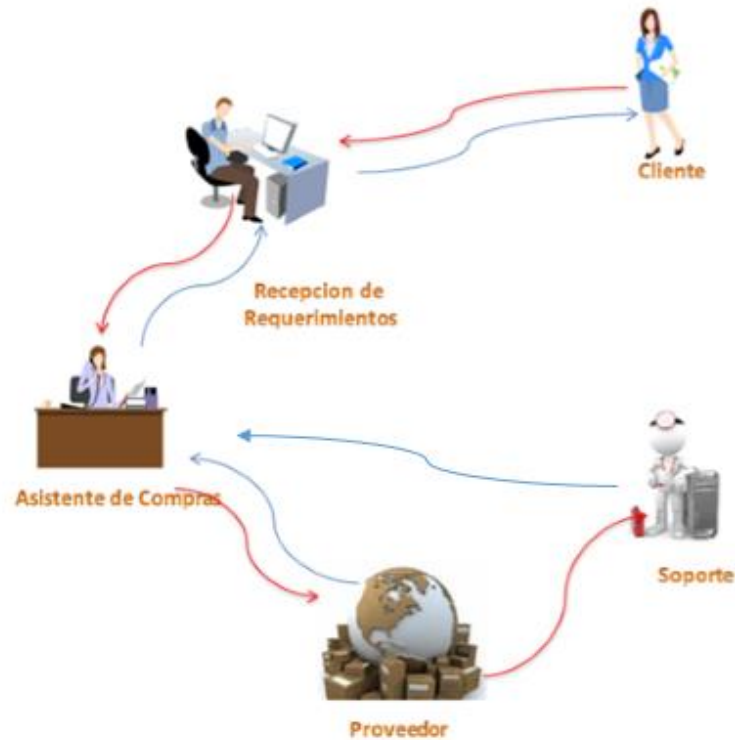 Cliente
Recepcion de
Requerimientos
Asistente de Compras
Soporte
Proveedor